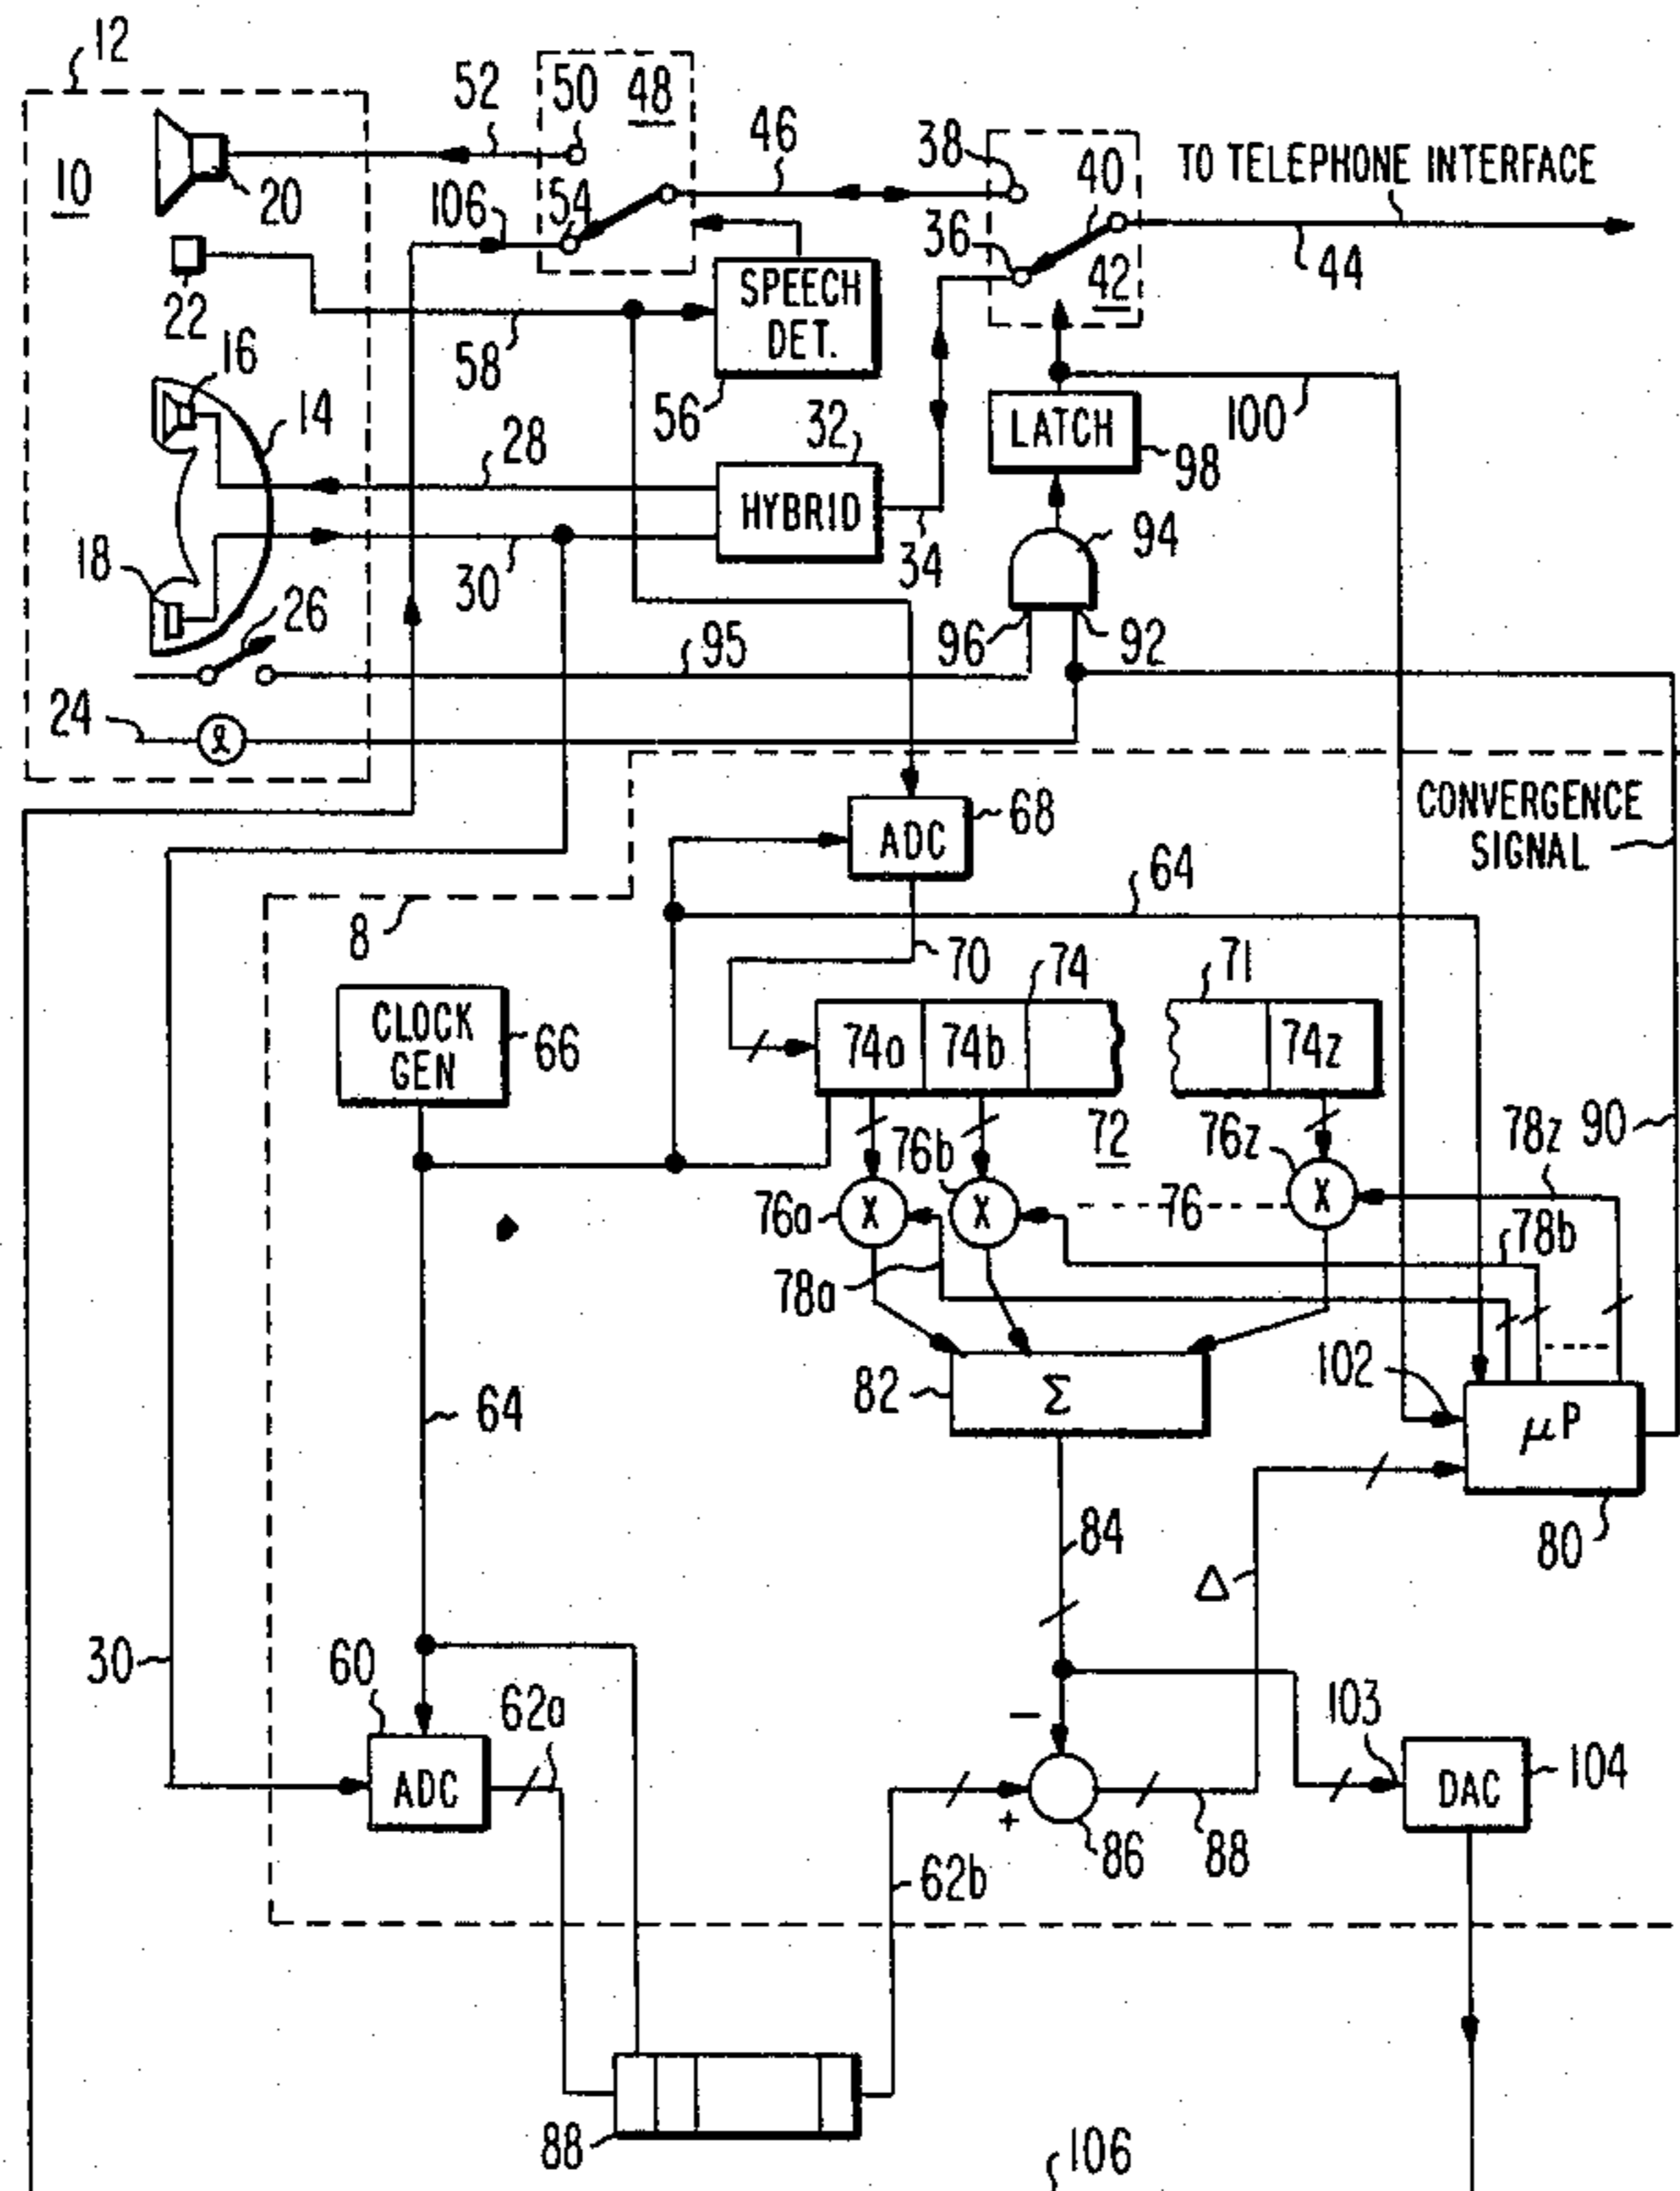 12
52
50 48
46
38
40
TO TELEPHONE INTERFACE
10
20
106
54
36
42
44
22
58
SPEECH
DET.
56
16
14
28
32
HYBRID
34
LATCH
98
100
94
18
26
30
95
96
92
24
ℓ
CONVERGENCE
SIGNAL
ADC
68
64
8
70
74
71
CLOCK
GEN
66
74a
74b
74z
72
76b
76z
78z
90
76a
X
X
76
X
78b
78a
102
82
Σ
μP
64
84
Δ
80
30
60
62a
−
103
ADC
+
86
88
DAC
104
62b
88
106